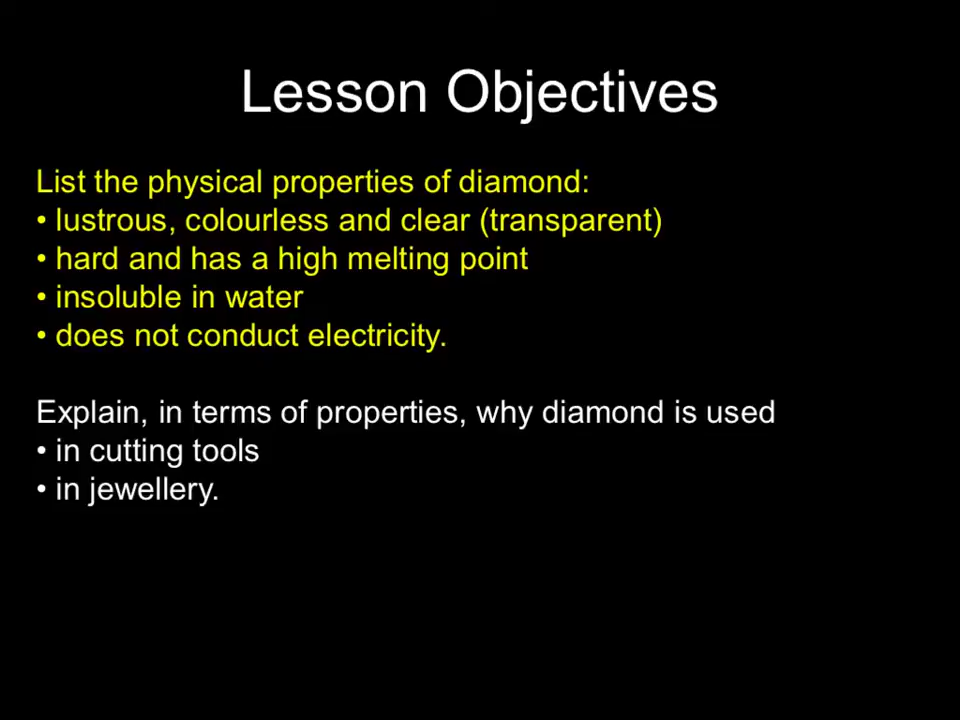 Lesson Objectives
List the physical properties of diamond:
• lustrous, colourless and clear (transparent)
• hard and has a high melting point
• insoluble in water
• does not conduct electricity.
Explain, in terms of properties, why diamond is used
• in cutting tools
• in jewellery.